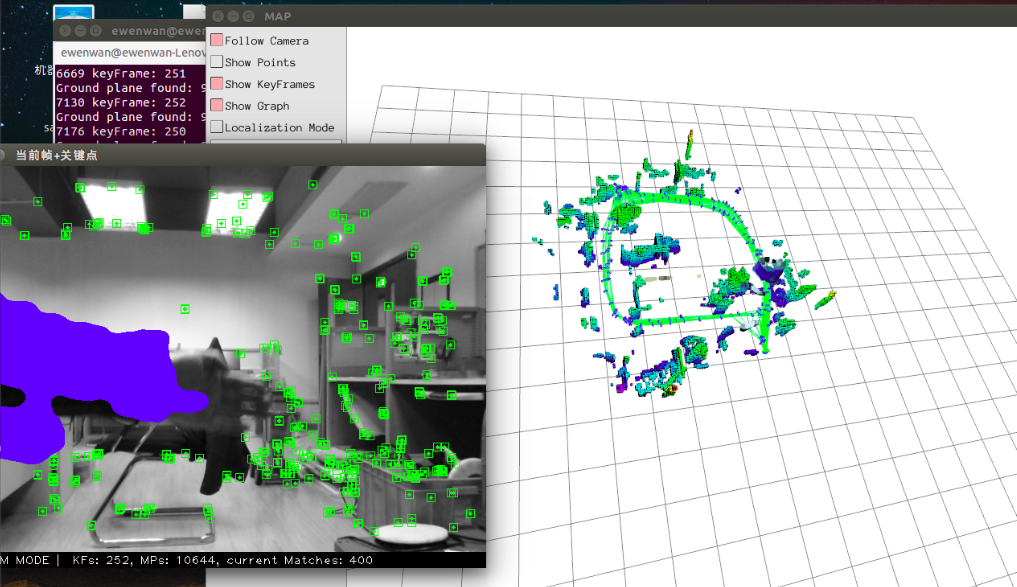 MAP
ewenwan@ewen
ewenwan@ewenwan-Lenov
Follow Camera
Show Points
Show KeyFrames
Show Graph
Localization Mode
6669 keyFrame: 251
Ground plane found: 9
7130 keyFrame: 252
Ground plane found: 9
7176 keyFrame: 250
机器
sa
当前帧+关键点
M MODE | KFs: 252, MPs: 10644, current Matches: 400